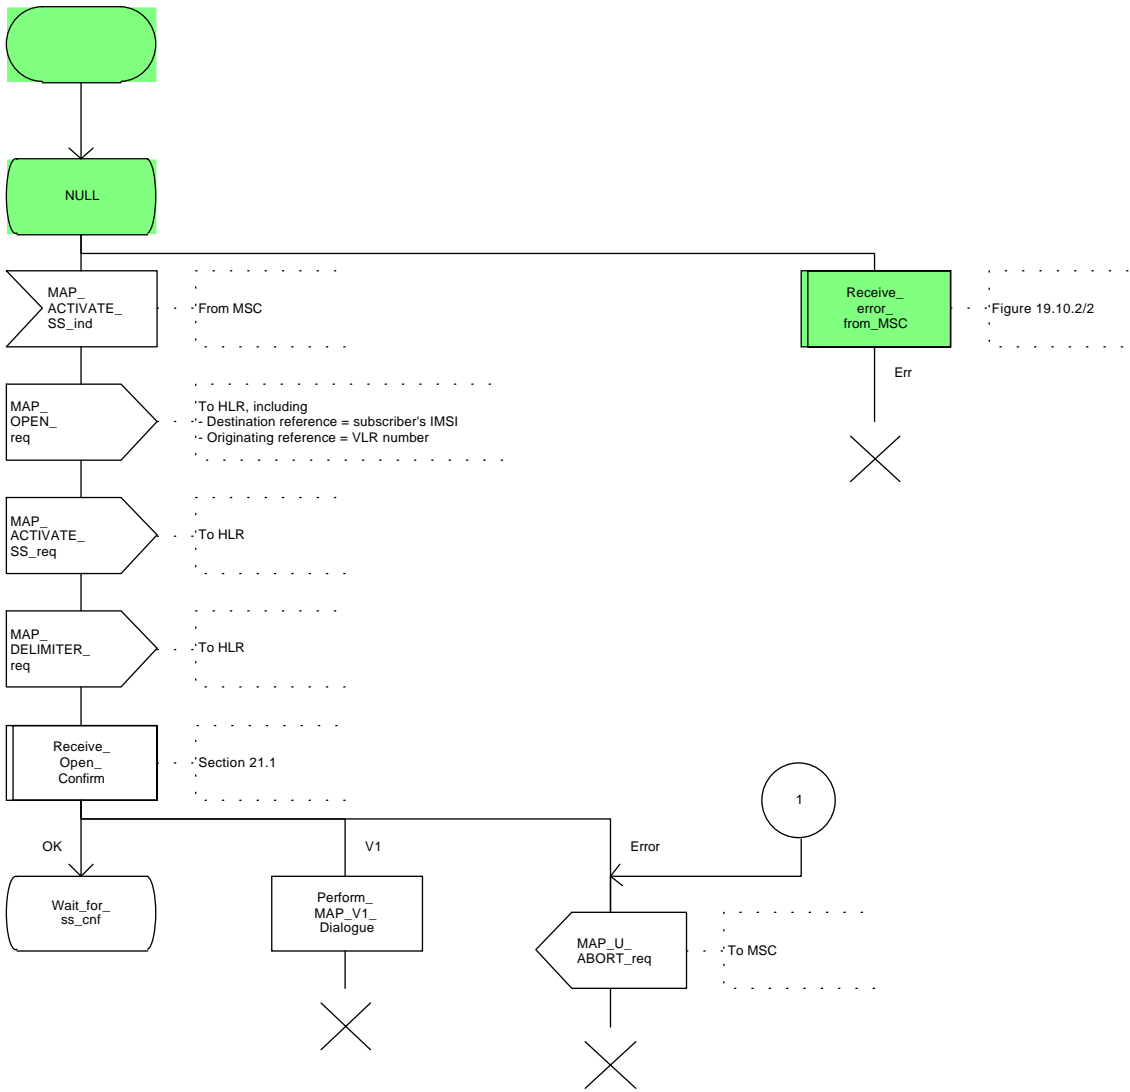 NULL
MAP_
ACTIVATE_
SS_ind
From MSC
Receive_
error_
from_MSC
Figure 19.10.2/2
Err
MAP_
OPEN_
req
To HLR, including
- Destination reference = subscriber's IMSI
- Originating reference = VLR number
MAP_
ACTIVATE_
SS_req
To HLR
MAP_
DELIMITER_
req
To HLR
Receive_
Open_
Confirm
Section 21.1
1
OK
V1
Error
Wait_for_
ss_cnf
Perform_
MAP_V1_
Dialogue
MAP_U_
ABORT_req
To MSC